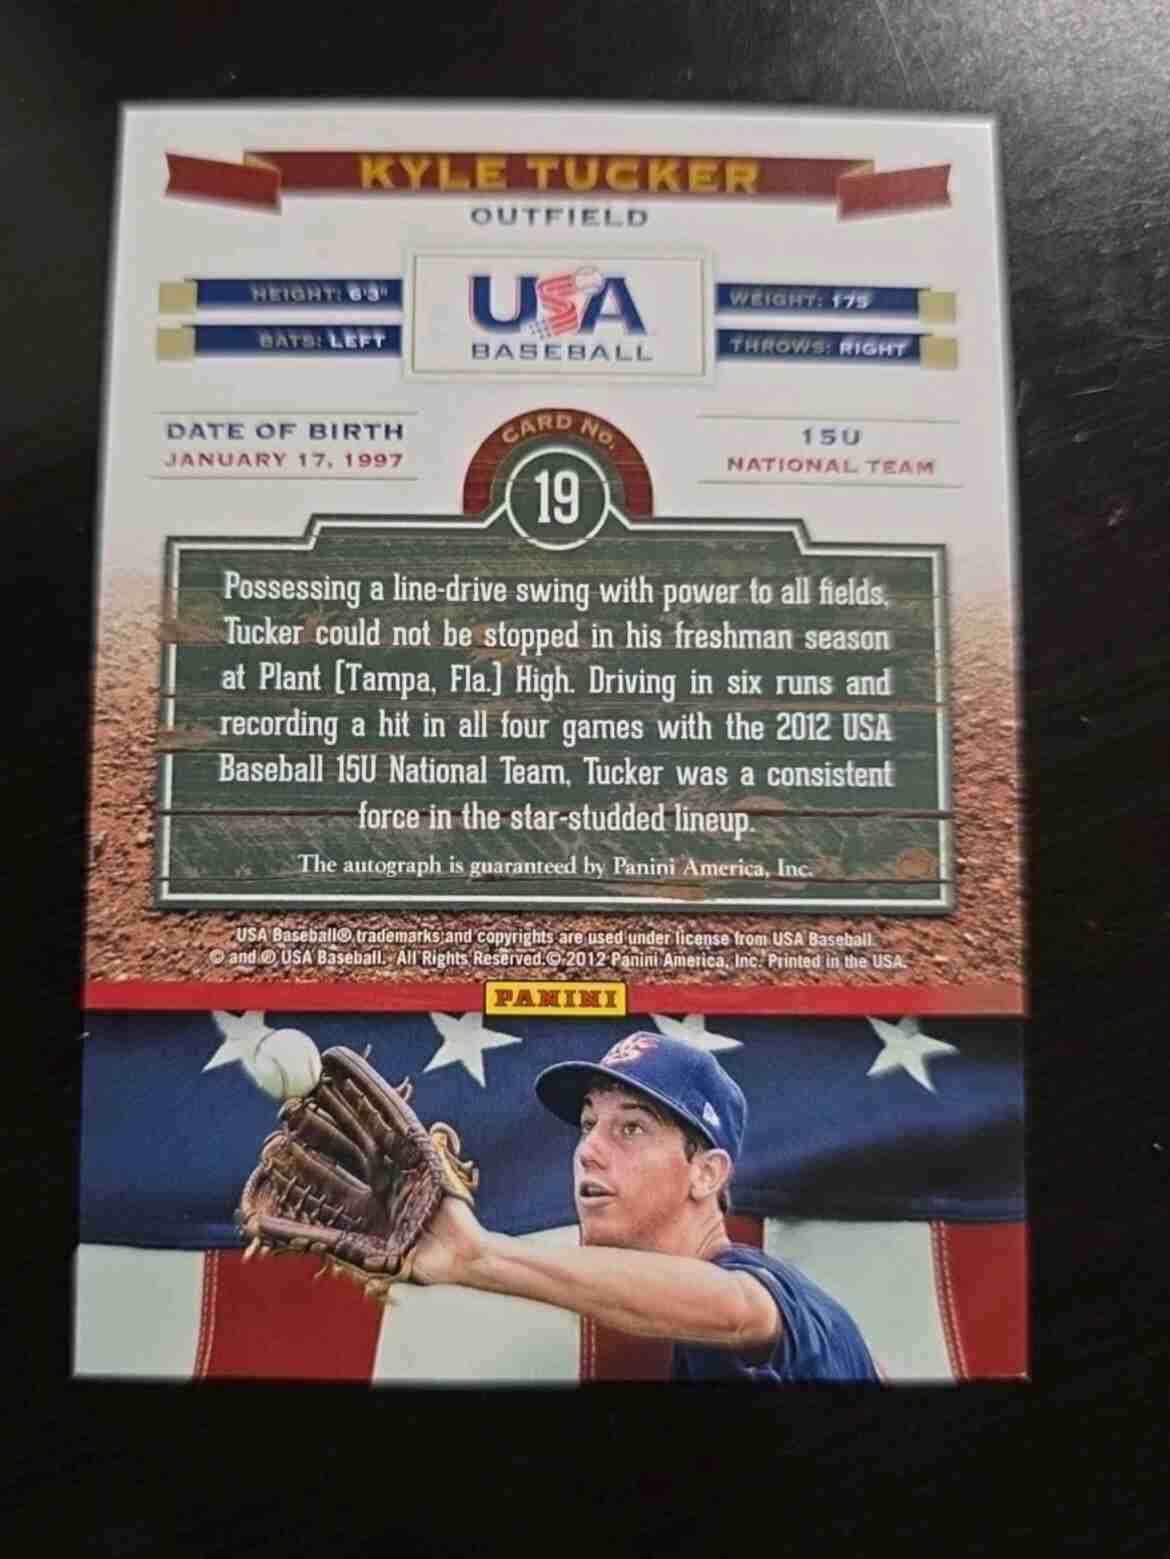 KYLE TUCKER
OUTFIELD
HEIGHT: 6'3"
BATS: LEFT
USA
BASEBALL
WEIGHT: 175
THROWS: RIGHT
DATE OF BIRTH
JANUARY 17, 1997
CARD No.
19
15U
NATIONAL TEAM
Possessing a line-drive swing with power to all fields,
Tucker could not be stopped in his freshman season
at Plant [Tampa, Fla.] High. Driving in six runs and
recording a hit in all four games with the 2012 USA
Baseball 15U National Team, Tucker was a consistent
force in the star-studded lineup.
The autograph is guaranteed by Panini America, Inc.
USA Baseball® trademarks and copyrights are used under license from USA Baseball.
© and ® USA Baseball. All Rights Reserved.© 2012 Panini America, Inc. Printed in the USA.
PANINI